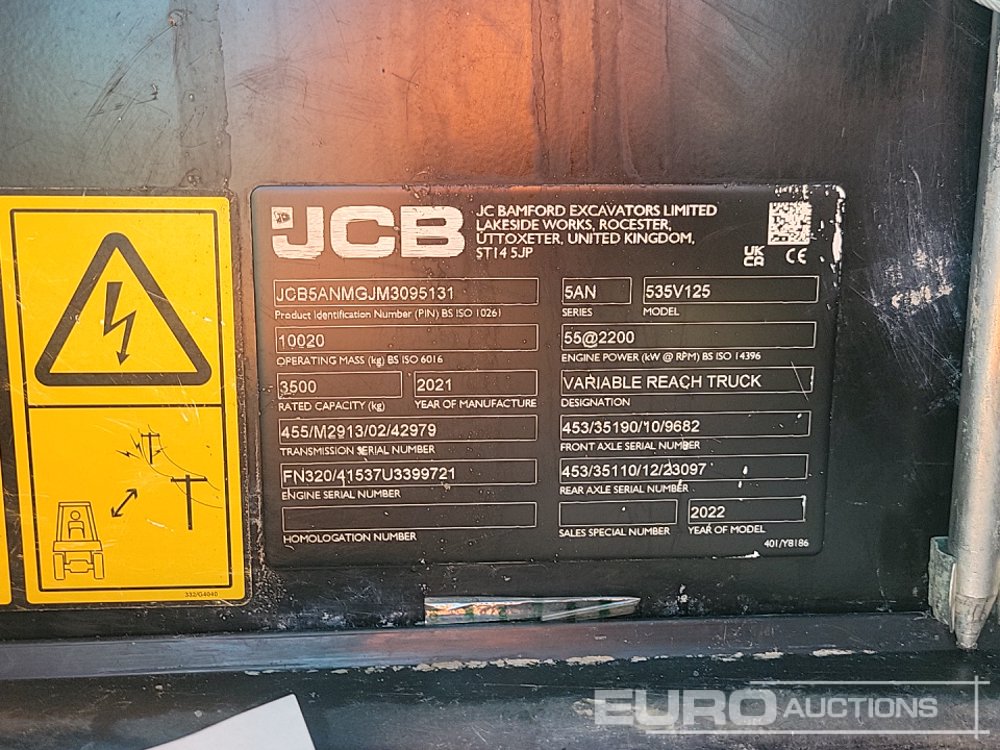 JCB
JC BAMFORD EXCAVATORS LIMITED
LAKESIDE WORKS, ROCESTER,
UTTOXETER, UNITED KINGDOM,
ST14 5JP
UK
CA
CE
JCB5ANMGJM3095131
Product Identification Number (PIN) BS ISO 10261
5AN
SERIES
535V125
MODEL
10020
OPERATING MASS (kg) BS ISO 6016
55@2200
ENGINE POWER (kW @ RPM) BS ISO 14396
3500
RATED CAPACITY (kg)
2021
YEAR OF MANUFACTURE
VARIABLE REACH TRUCK
DESIGNATION
455/M2913/02/42979
TRANSMISSION SERIAL NUMBER
453/35190/10/9682
FRONT AXLE SERIAL NUMBER
FN320/41537U3399721
ENGINE SERIAL NUMBER
453/35110/12/23097
REAR AXLE SERIAL NUMBER
HOMOLOGATION NUMBER
SALES SPECIAL NUMBER
2022
YEAR OF MODEL
401/Y8186
332/G4040
EURO AUCTIONS